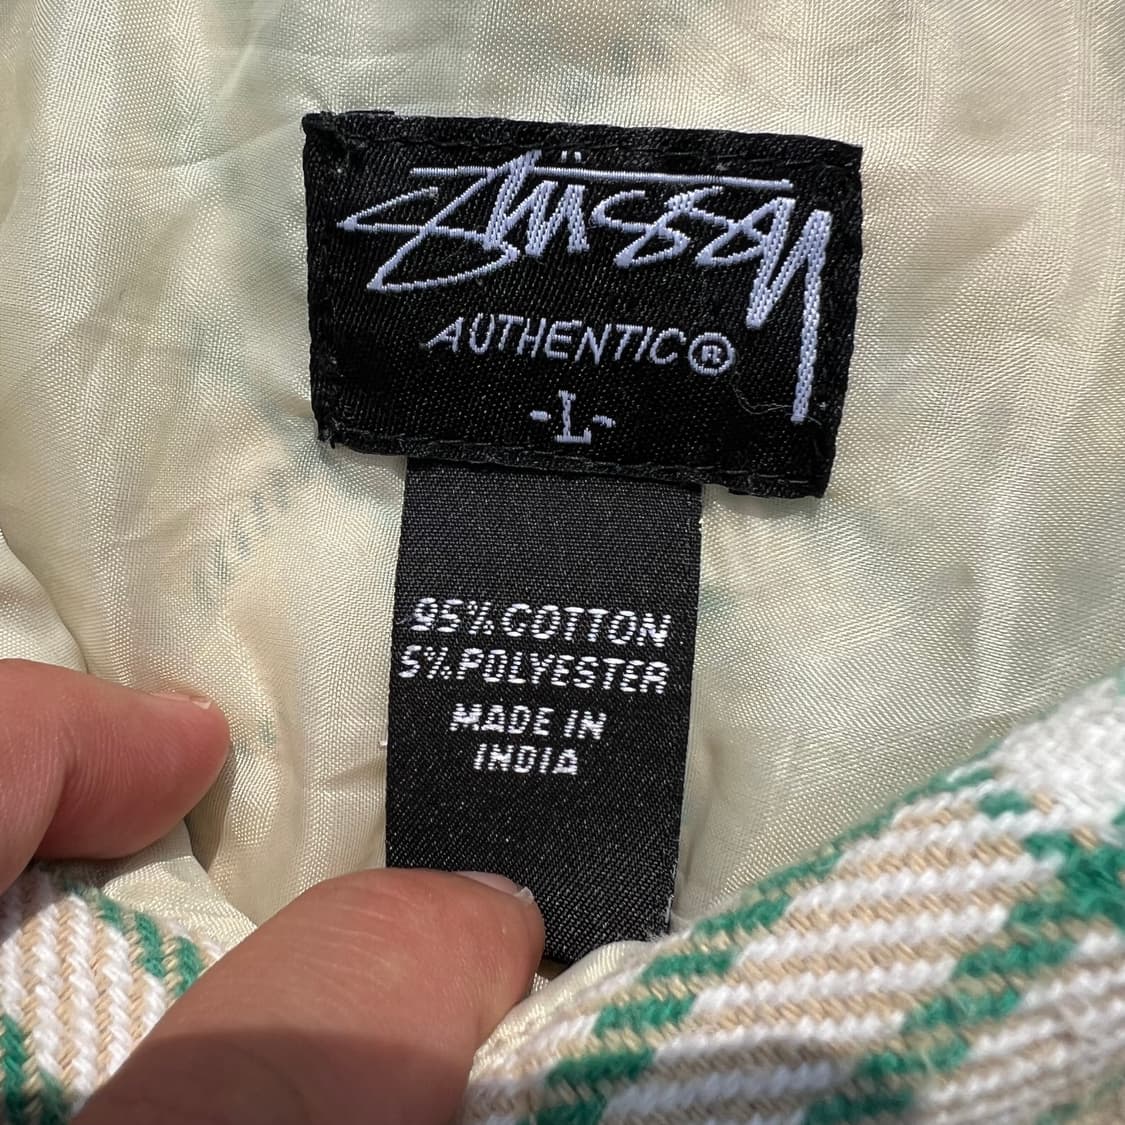 Stüssy
AUTHENTIC®
-L-
95% COTTON
5% POLYESTER
MADE IN
INDIA